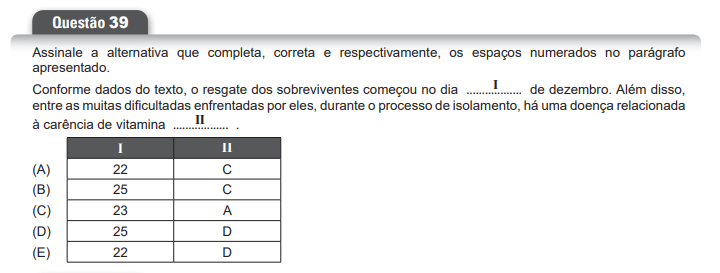 Questão 39
Assinale a alternativa que completa, correta e respectivamente, os espaços numerados no parágrafo
apresentado.
Conforme dados do texto, o resgate dos sobreviventes começou no dia ........I......... de dezembro. Além disso,
entre as muitas dificultadas enfrentadas por eles, durante o processo de isolamento, há uma doença relacionada
à carência de vitamina ........II......... .
I II
(A) 22 C
(B) 25 C
(C) 23 A
(D) 25 D
(E) 22 D